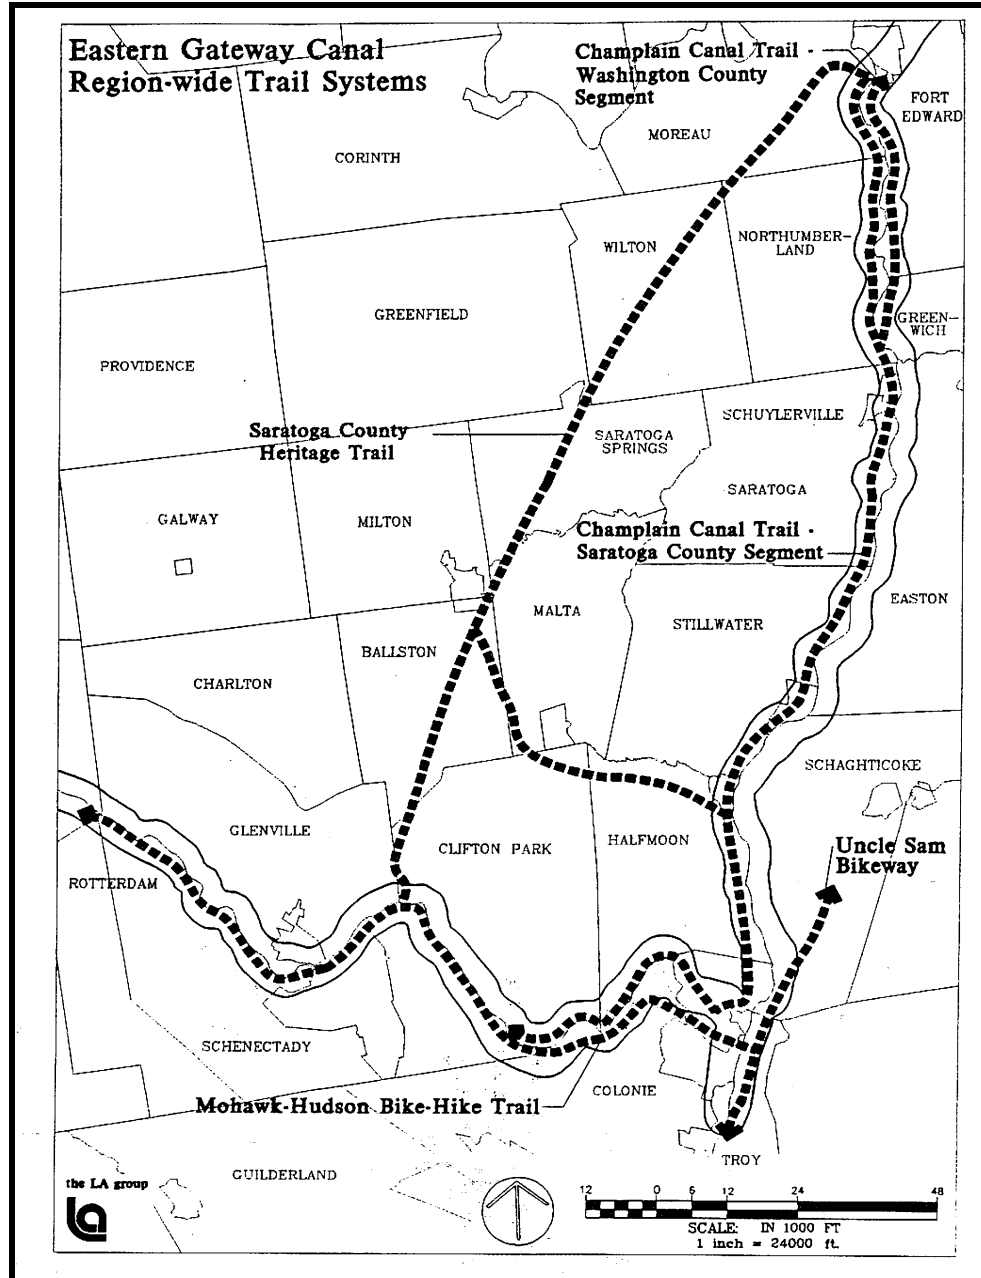 Eastern Gateway Canal
Region-wide Trail Systems
Champlain Canal Trail -
Washington County
Segment
FORT
EDWARD
MOREAU
CORINTH
WILTON
NORTHUMBER-
LAND
GREENFIELD
GREEN-
WICH
PROVIDENCE
Saratoga County
Heritage Trail
SCHUYLERVILLE
SARATOGA
SPRINGS
SARATOGA
GALWAY
MILTON
Champlain Canal Trail -
Saratoga County Segment
MALTA
EASTON
STILLWATER
BALLSTON
CHARLTON
SCHAGHTICOKE
GLENVILLE
CLIFTON PARK
HALFMOON
Uncle Sam
Bikeway
ROTTERDAM
SCHENECTADY
COLONIE
Mohawk-Hudson Bike-Hike Trail
TROY
GUILDERLAND
the LA group
la
12 0 6 12 24 48
SCALE: IN 1000 FT
1 inch = 24000 ft.